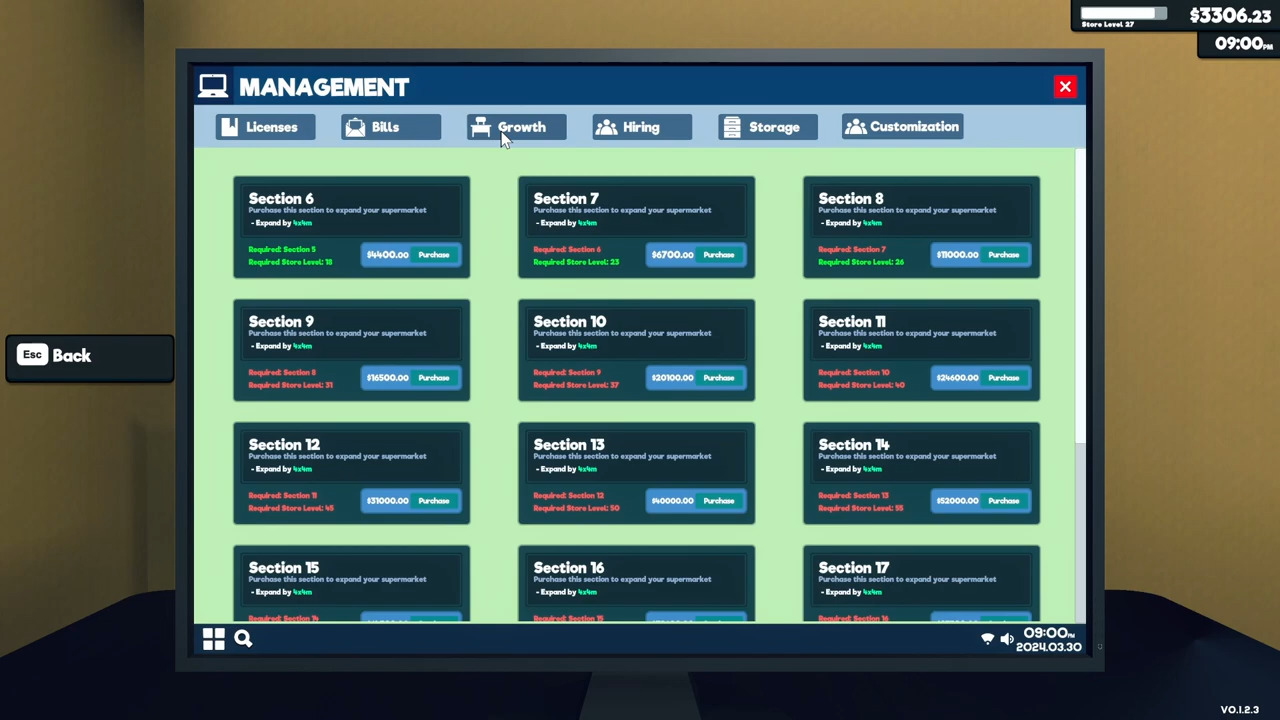 $3306.23
Store Level 27
09:00PM
MANAGEMENT
Licenses
Bills
Growth
Hiring
Storage
Customization
Section 6
Purchase this section to expand your supermarket
- Expand by 4x4m
Required: Section 5
Required Store Level: 18
$4400.00 Purchase
Section 7
Purchase this section to expand your supermarket
- Expand by 4x4m
Required: Section 6
Required Store Level: 23
$6700.00 Purchase
Section 8
Purchase this section to expand your supermarket
- Expand by 4x4m
Required: Section 7
Required Store Level: 26
$11000.00 Purchase
Section 9
Purchase this section to expand your supermarket
- Expand by 4x4m
Required: Section 8
Required Store Level: 31
$16500.00 Purchase
Section 10
Purchase this section to expand your supermarket
- Expand by 4x4m
Required: Section 9
Required Store Level: 37
$20100.00 Purchase
Section 11
Purchase this section to expand your supermarket
- Expand by 4x4m
Required: Section 10
Required Store Level: 40
$24600.00 Purchase
Section 12
Purchase this section to expand your supermarket
- Expand by 4x4m
Required: Section 11
Required Store Level: 45
$31000.00 Purchase
Section 13
Purchase this section to expand your supermarket
- Expand by 4x4m
Required: Section 12
Required Store Level: 50
$40000.00 Purchase
Section 14
Purchase this section to expand your supermarket
- Expand by 4x4m
Required: Section 13
Required Store Level: 55
$52000.00 Purchase
Section 15
Purchase this section to expand your supermarket
- Expand by 4x4m
Required: Section 14
Purchase
Section 16
Purchase this section to expand your supermarket
- Expand by 4x4m
Required: Section 15
Purchase
Section 17
Purchase this section to expand your supermarket
- Expand by 4x4m
Required: Section 16
Purchase
Esc Back
09:00PM
2024.03.30
V0.1.2.3